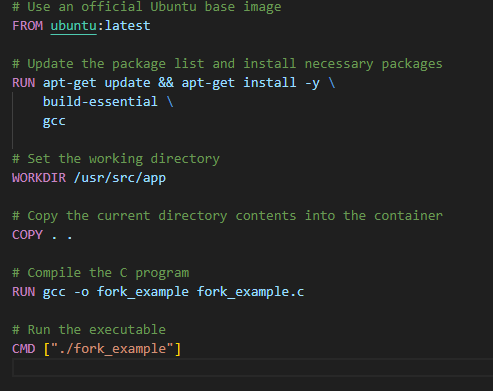 # Use an official Ubuntu base image
FROM ubuntu:latest
# Update the package list and install necessary packages
RUN apt-get update && apt-get install -y \
    build-essential \
    gcc
# Set the working directory
WORKDIR /usr/src/app
# Copy the current directory contents into the container
COPY . .
# Compile the C program
RUN gcc -o fork_example fork_example.c
# Run the executable
CMD ["./fork_example"]